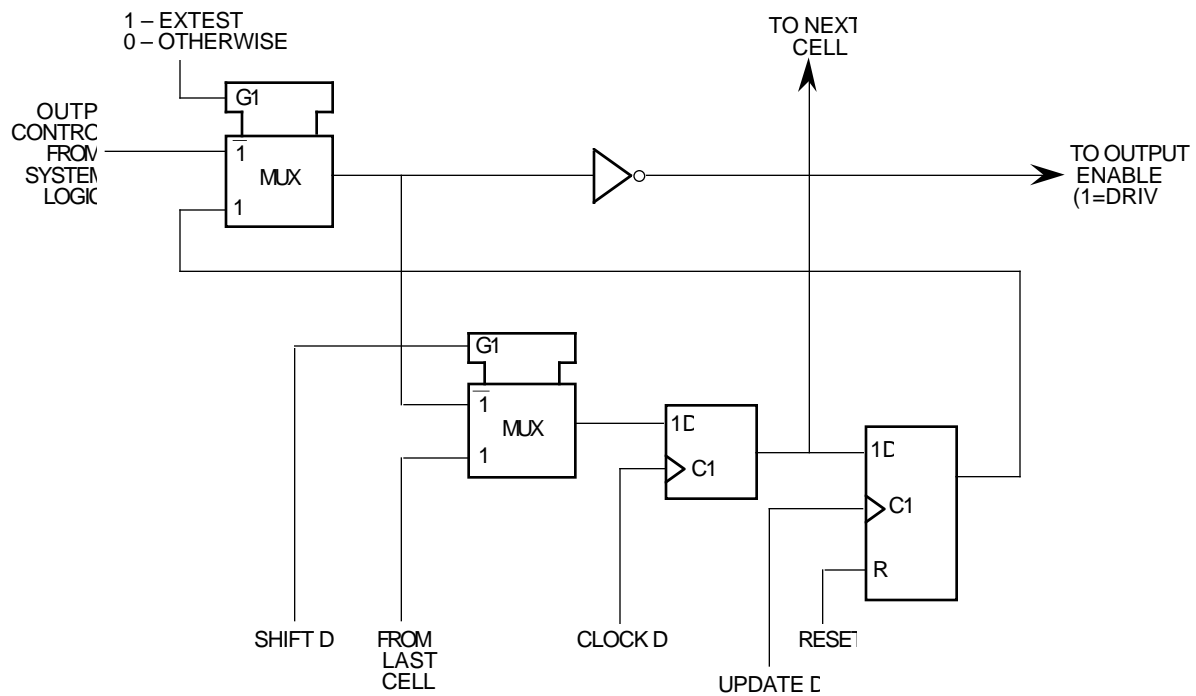 1 – EXTEST
0 – OTHERWISE
TO NEXT
CELL
G1
OUTP
CONTRO
FROM
SYSTEM
LOGIC
1
MUX
1
TO OUTPUT
ENABLE
(1=DRIV
G1
1
MUX
1
1D
C1
1D
C1
R
SHIFT D
FROM
LAST
CELL
CLOCK D
RESET
UPDATE D